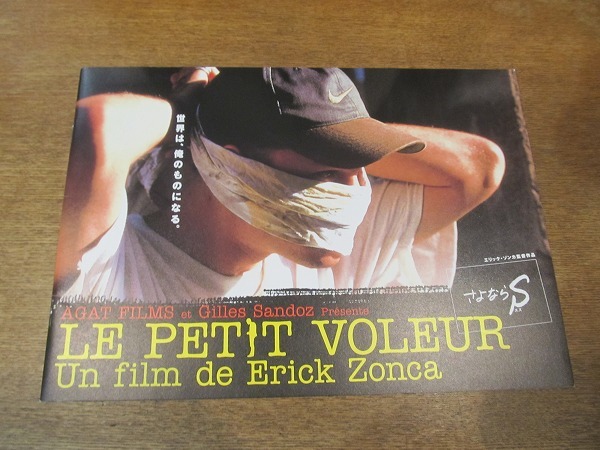 世界は、俺のものになる。
エリック・ゾンカ監督作品
さよならS
AGAT FILMS et Gilles Sandoz Présente
LE PETIT VOLEUR
Un film de Erick Zonca